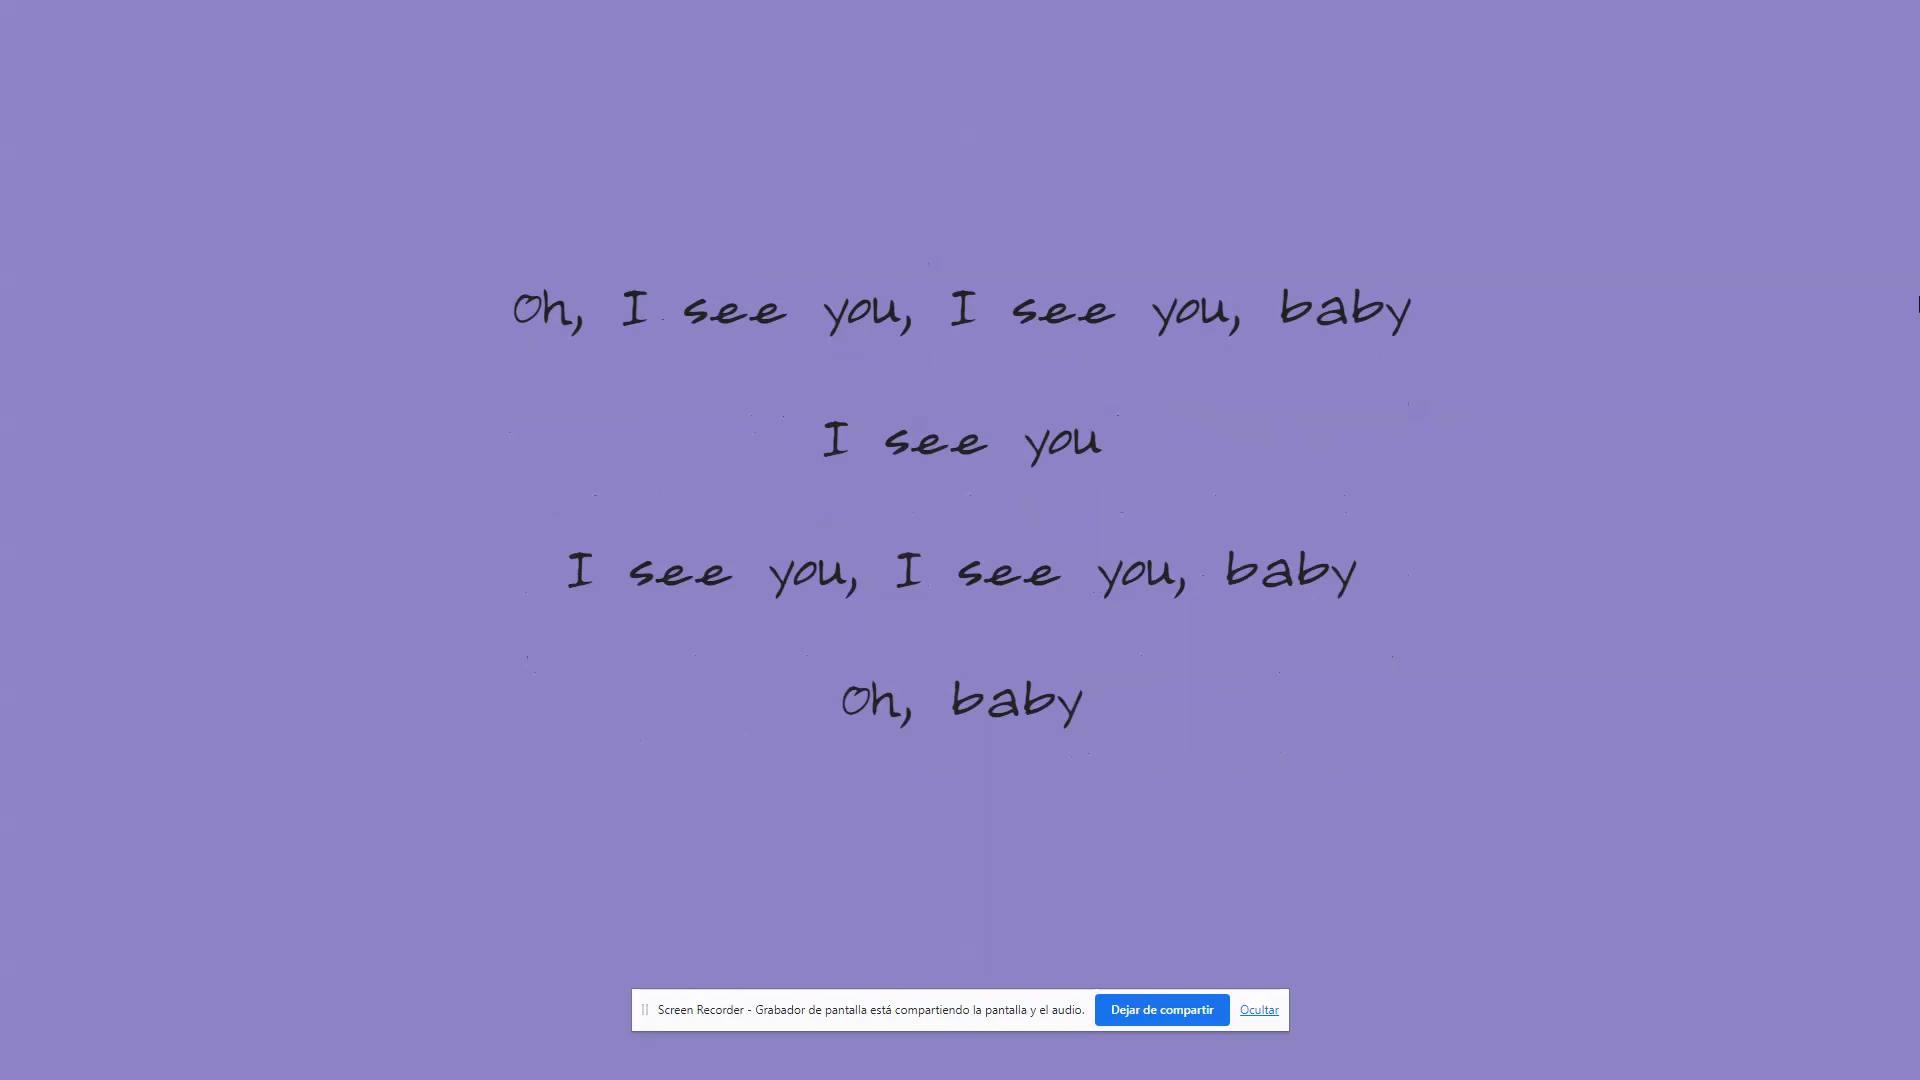 Oh, I see you, I see you, baby
I see you
I see you, I see you, baby
Oh, baby
Screen Recorder - Grabador de pantalla está compartiendo la pantalla y el audio. Dejar de compartir Ocultar